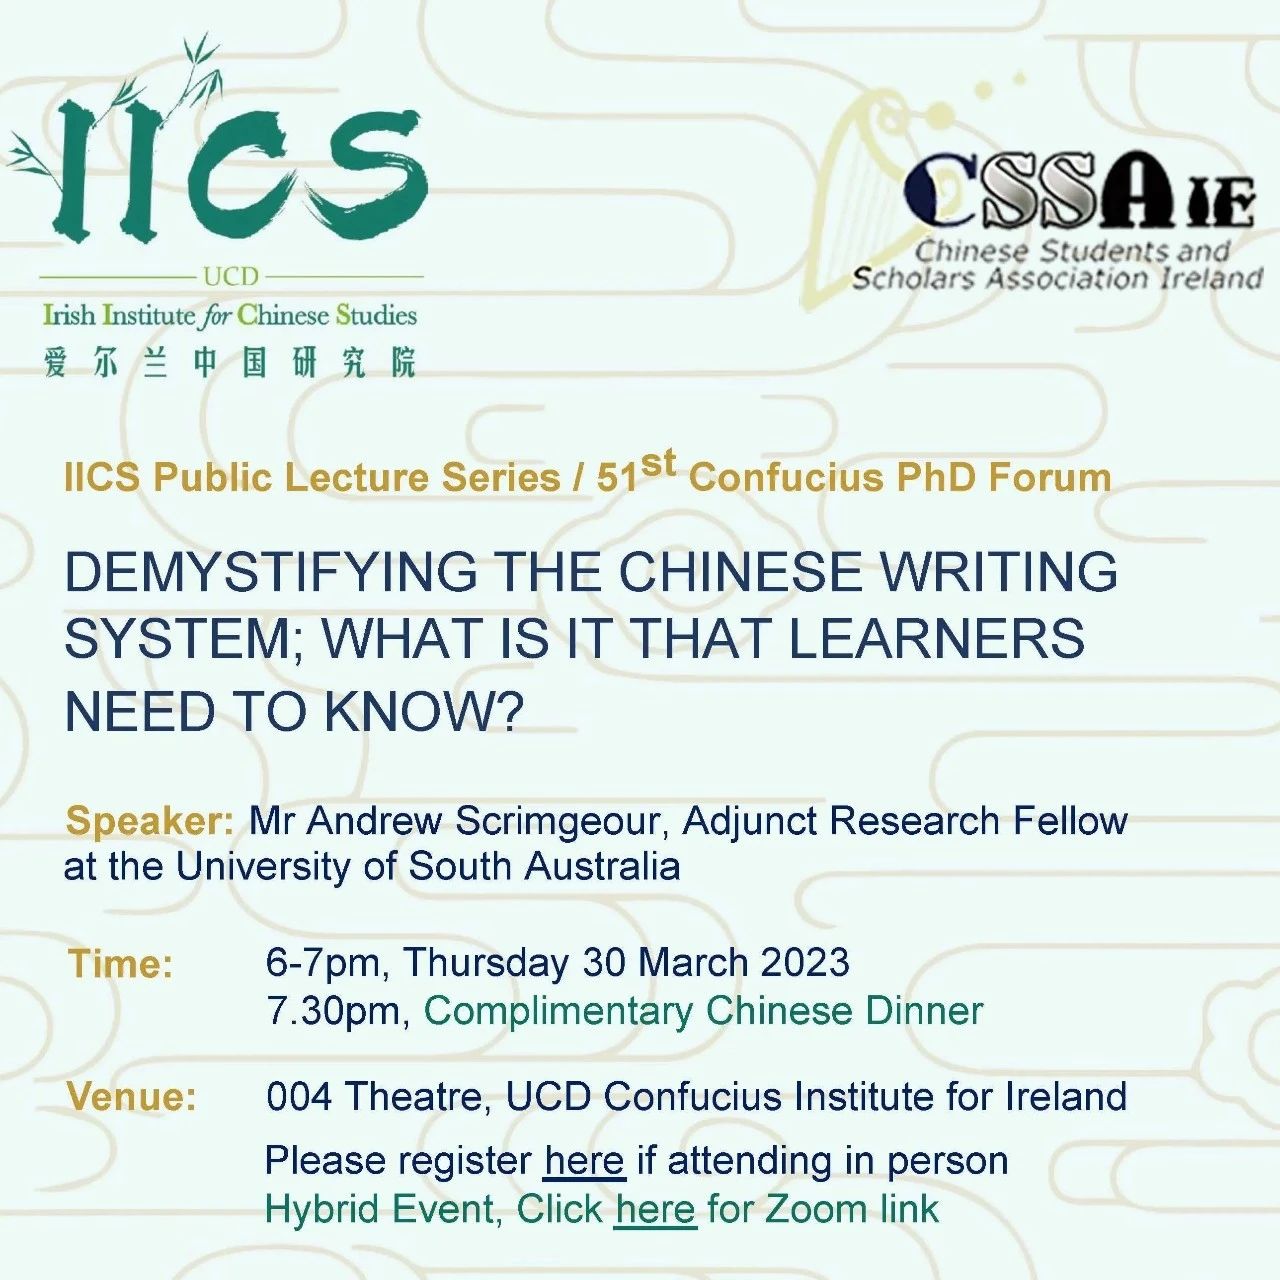 IICS
UCD
Irish Institute for Chinese Studies
爱尔兰中国研究院
CSSA IE
Chinese Students and
Scholars Association Ireland
IICS Public Lecture Series / 51st Confucius PhD Forum
DEMYSTIFYING THE CHINESE WRITING
SYSTEM; WHAT IS IT THAT LEARNERS
NEED TO KNOW?
Speaker: Mr Andrew Scrimgeour, Adjunct Research Fellow
at the University of South Australia
Time: 6-7pm, Thursday 30 March 2023
7.30pm, Complimentary Chinese Dinner
Venue: 004 Theatre, UCD Confucius Institute for Ireland
Please register here if attending in person
Hybrid Event, Click here for Zoom link